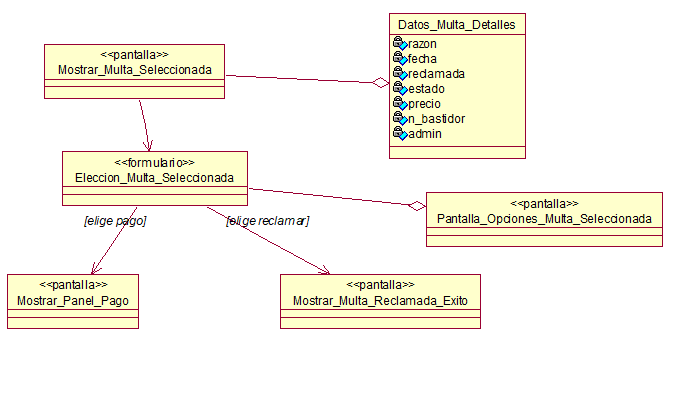 Datos_Multa_Detalles
razon
fecha
reclamada
estado
precio
n_bastidor
admin
<<pantalla>>
Mostrar_Multa_Seleccionada
<<formulario>>
Eleccion_Multa_Seleccionada
<<pantalla>>
Pantalla_Opciones_Multa_Seleccionada
[elige pago]
[elige reclamar]
<<pantalla>>
Mostrar_Panel_Pago
<<pantalla>>
Mostrar_Multa_Reclamada_Exito